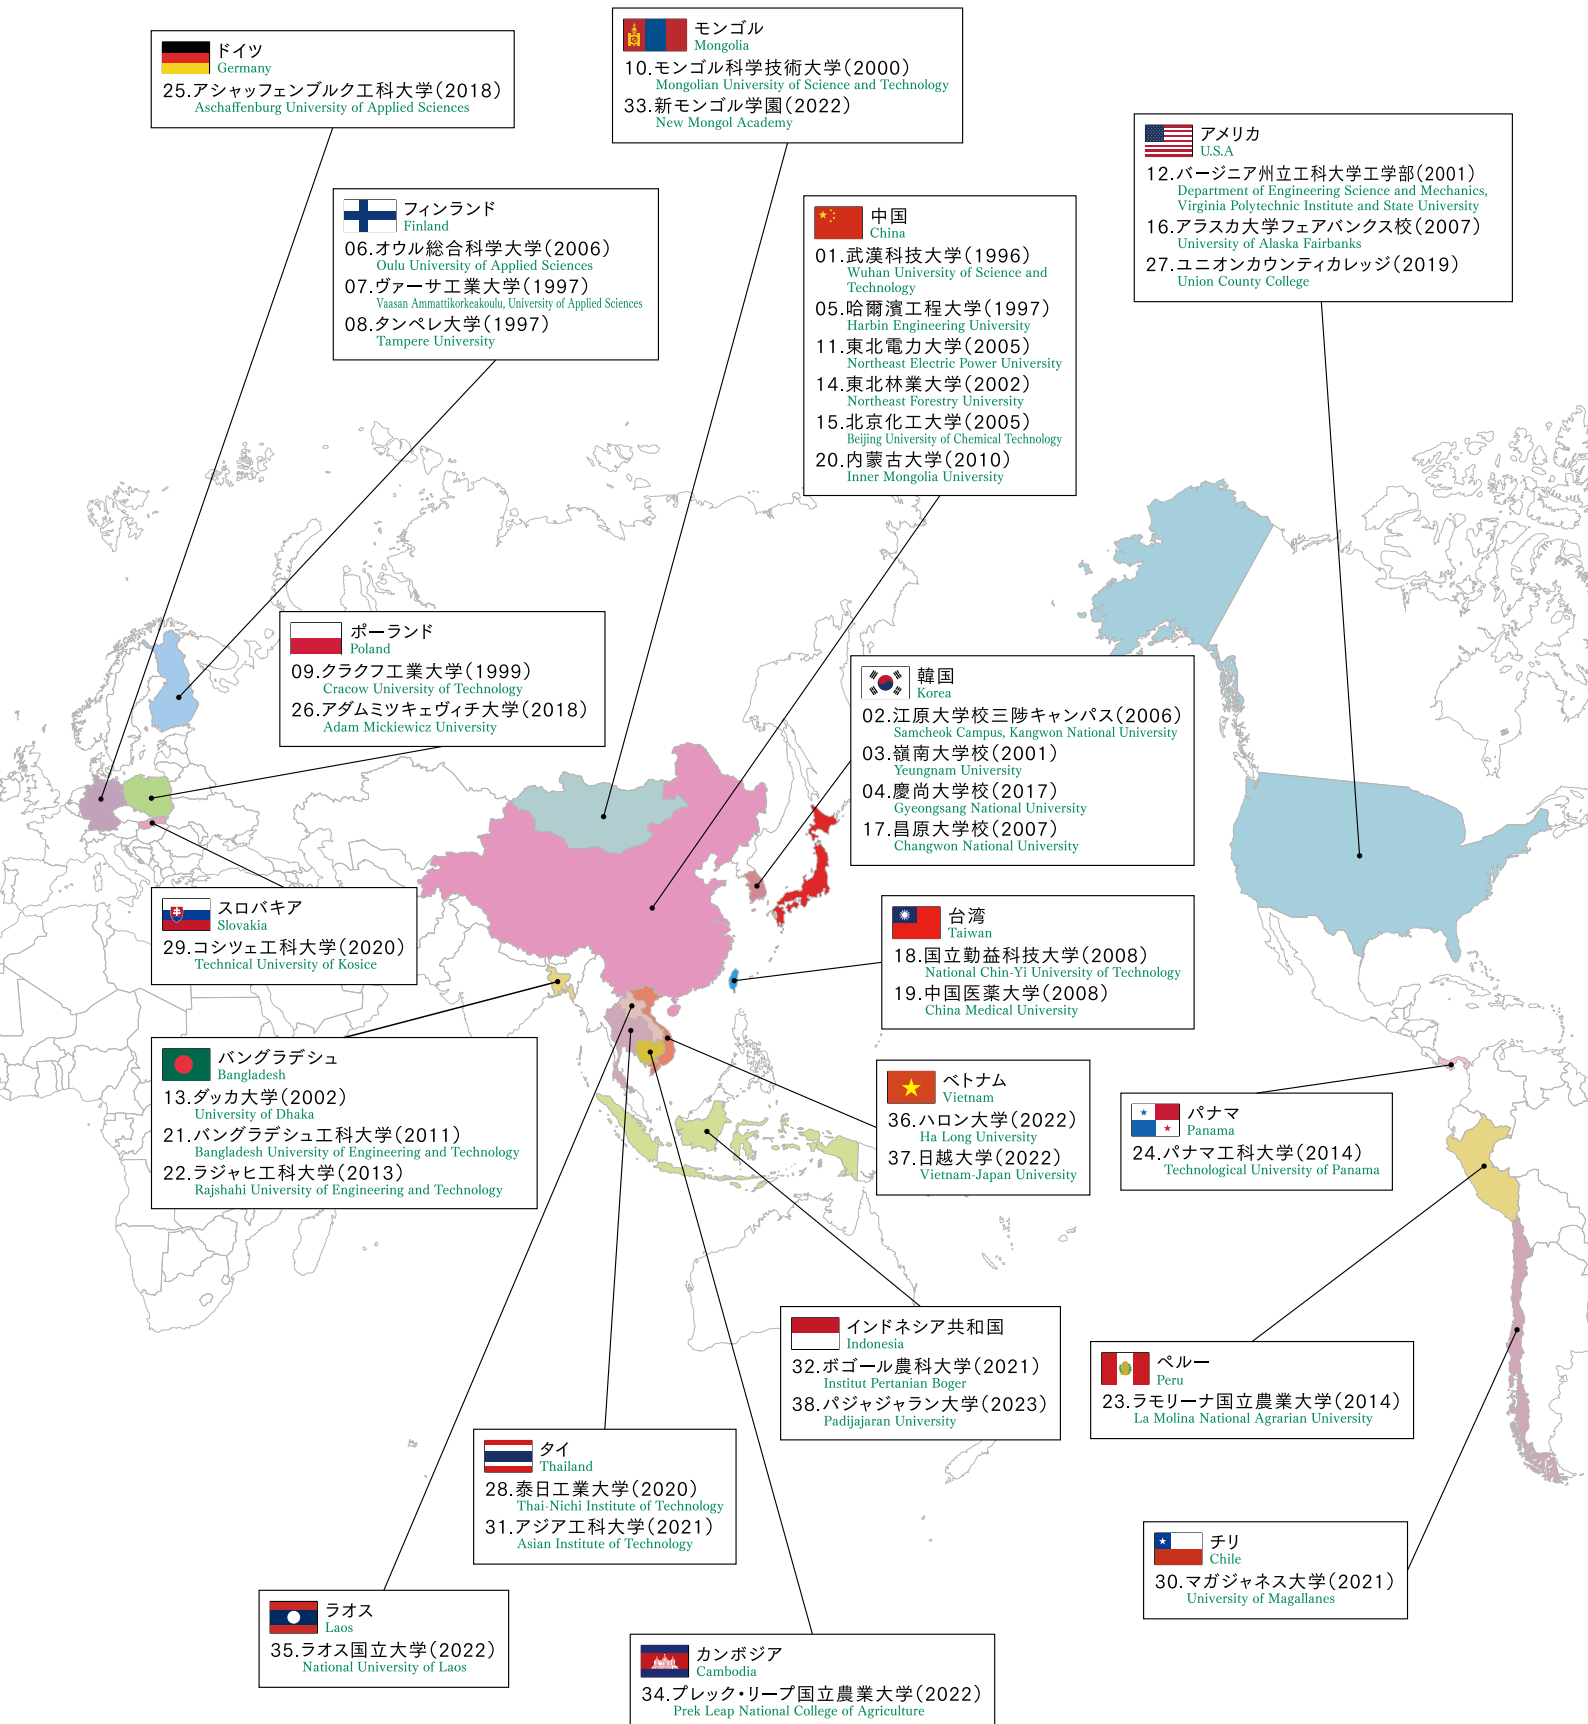 ドイツ
Germany
25.アシャッフェンブルク工科大学(2018)
Aschaffenburg University of Applied Sciences
モンゴル
Mongolia
10.モンゴル科学技術大学(2000)
Mongolian University of Science and Technology
33.新モンゴル学園(2022)
New Mongol Academy
アメリカ
U.S.A
12.バージニア州立工科大学工学部(2001)
Department of Engineering Science and Mechanics,
Virginia Polytechnic Institute and State University
16.アラスカ大学フェアバンクス校(2007)
University of Alaska Fairbanks
27.ユニオンカウンティカレッジ(2019)
Union County College
フィンランド
Finland
06.オウル総合科学大学(2006)
Oulu University of Applied Sciences
07.ヴァーサ工業大学(1997)
Vaasan Ammattikorkeakoulu, University of Applied Sciences
08.タンペレ大学(1997)
Tampere University
中国
China
01.武漢科技大学(1996)
Wuhan University of Science and
Technology
05.哈爾濱工程大学(1997)
Harbin Engineering University
11.東北電力大学(2005)
Northeast Electric Power University
14.東北林業大学(2002)
Northeast Forestry University
15.北京化工大学(2005)
Beijing University of Chemical Technology
20.内蒙古大学(2010)
Inner Mongolia University
ポーランド
Poland
09.クラクフ工業大学(1999)
Cracow University of Technology
26.アダムミツキェヴィチ大学(2018)
Adam Mickiewicz University
韓国
Korea
02.江原大学校三陟キャンパス(2006)
Samcheok Campus, Kangwon National University
03.嶺南大学校(2001)
Yeungnam University
04.慶尚大学校(2017)
Gyeongsang National University
17.昌原大学校(2007)
Changwon National University
スロバキア
Slovakia
29.コシツェ工科大学(2020)
Technical University of Kosice
台湾
Taiwan
18.国立勤益科技大学(2008)
National Chin-Yi University of Technology
19.中国医薬大学(2008)
China Medical University
バングラデシュ
Bangladesh
13.ダッカ大学(2002)
University of Dhaka
21.バングラデシュ工科大学(2011)
Bangladesh University of Engineering and Technology
22.ラジャヒ工科大学(2013)
Rajshahi University of Engineering and Technology
ベトナム
Vietnam
36.ハロン大学(2022)
Ha Long University
37.日越大学(2022)
Vietnam-Japan University
パナマ
Panama
24.パナマ工科大学(2014)
Technological University of Panama
インドネシア共和国
Indonesia
32.ボゴール農科大学(2021)
Institut Pertanian Boger
38.パジャジャラン大学(2023)
Padijajaran University
ペルー
Peru
23.ラモリーナ国立農業大学(2014)
La Molina National Agrarian University
タイ
Thailand
28.泰日工業大学(2020)
Thai-Nichi Institute of Technology
31.アジア工科大学(2021)
Asian Institute of Technology
チリ
Chile
30.マガジャネス大学(2021)
University of Magallanes
ラオス
Laos
35.ラオス国立大学(2022)
National University of Laos
カンボジア
Cambodia
34.プレック・リープ国立農業大学(2022)
Prek Leap National College of Agriculture